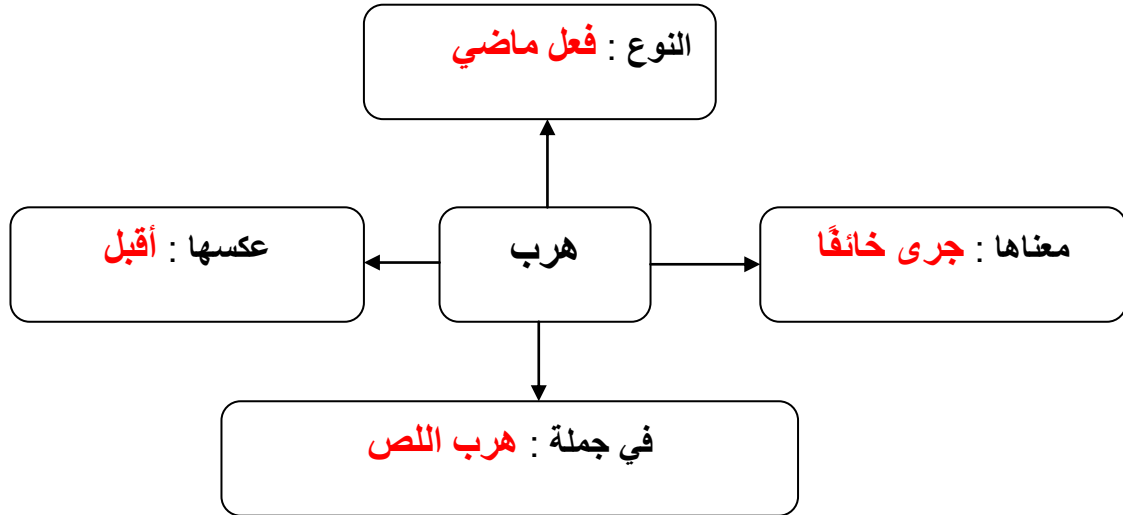 النوع : فعل ماضي
معناها : جرى خائفًا
هرب
عكسها : أقبل
في جملة : هرب اللص